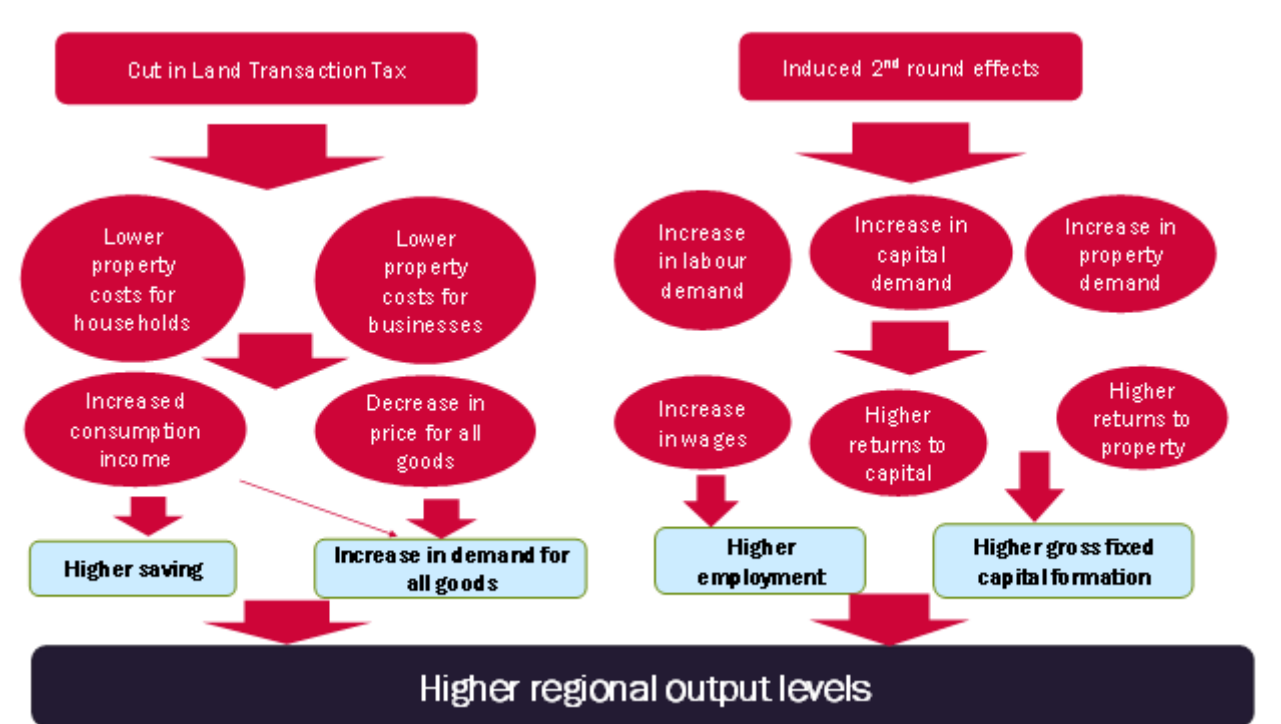 Cut in Land Transaction Tax
Lower
property
costs for
households
Lower
property
costs for
businesses
Increased
consumption
income
Decrease in
price for all
goods
Higher saving
Increase in demand for
all goods
Induced 2nd round effects
Increase
in labour
demand
Increase in
capital
demand
Increase in
property
demand
Increase
in wages
Higher
returns to
capital
Higher
returns to
property
Higher
employment
Higher gross fixed
capital formation
Higher regional output levels